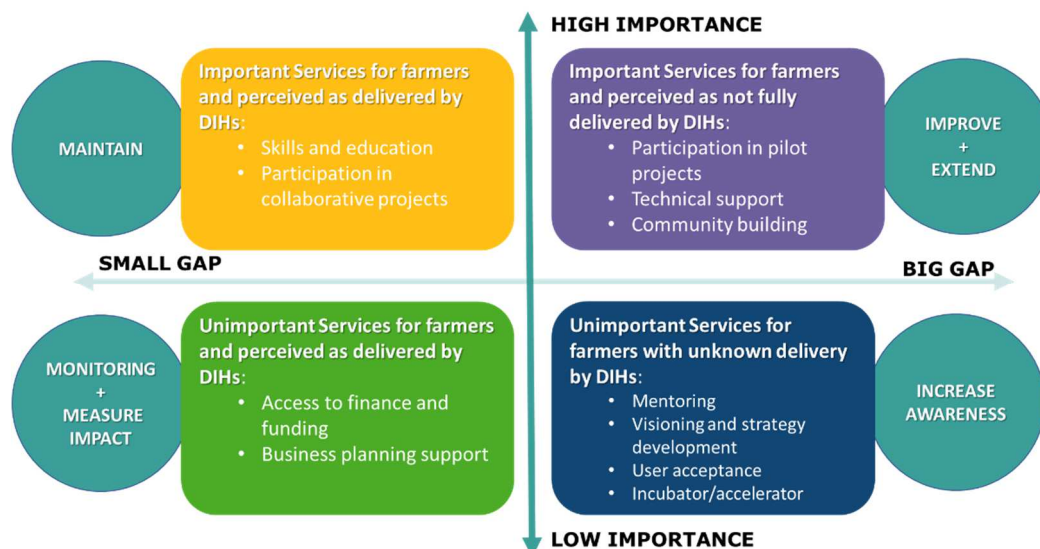 HIGH IMPORTANCE
MAINTAIN
Important Services for farmers
and perceived as delivered by
DIHs:
• Skills and education
• Participation in
collaborative projects
Important Services for farmers
and perceived as not fully
delivered by DIHs:
• Participation in pilot
projects
• Technical support
• Community building
IMPROVE
+
EXTEND
SMALL GAP
BIG GAP
MONITORING
+
MEASURE
IMPACT
Unimportant Services for farmers
and perceived as delivered by
DIHs:
• Access to finance and
funding
• Business planning support
Unimportant Services for
farmers with unknown delivery
by DIHs:
• Mentoring
• Visioning and strategy
development
• User acceptance
• Incubator/accelerator
INCREASE
AWARENESS
LOW IMPORTANCE